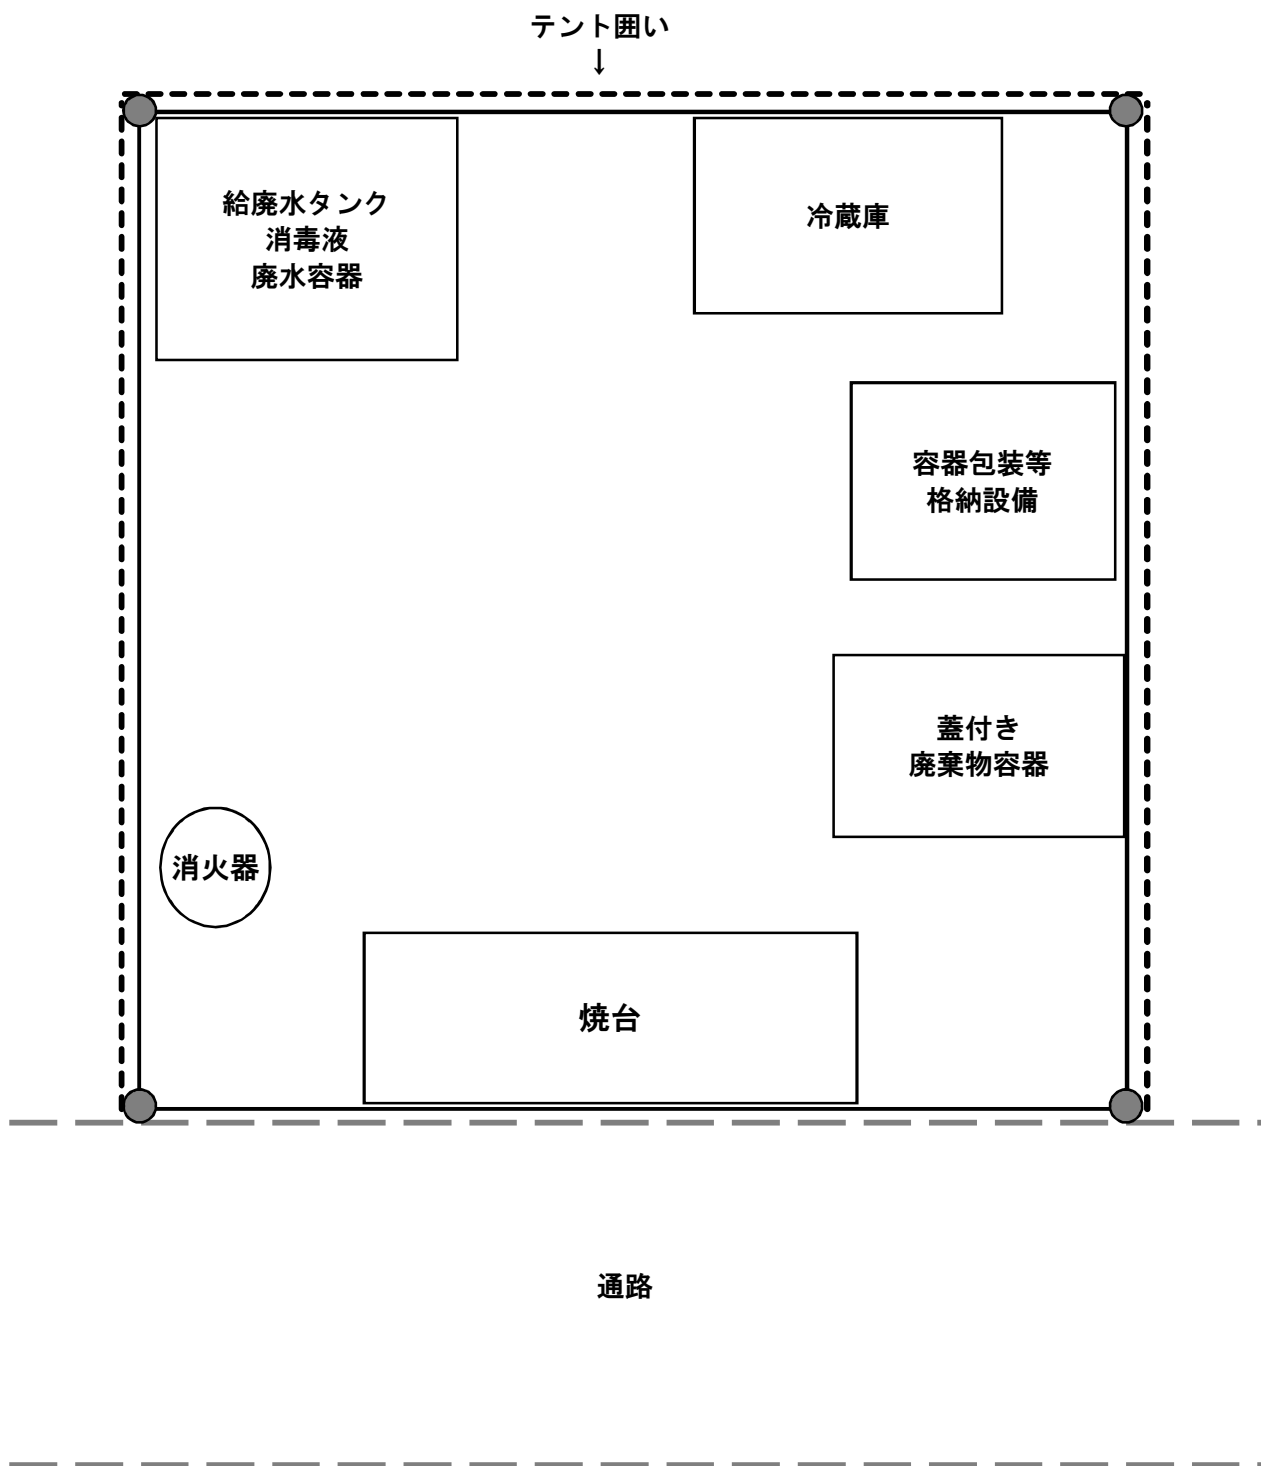 テント囲い
↓
給廃水タンク
消毒液
廃水容器
冷蔵庫
容器包装等
格納設備
蓋付き
廃棄物容器
消火器
焼台
通路